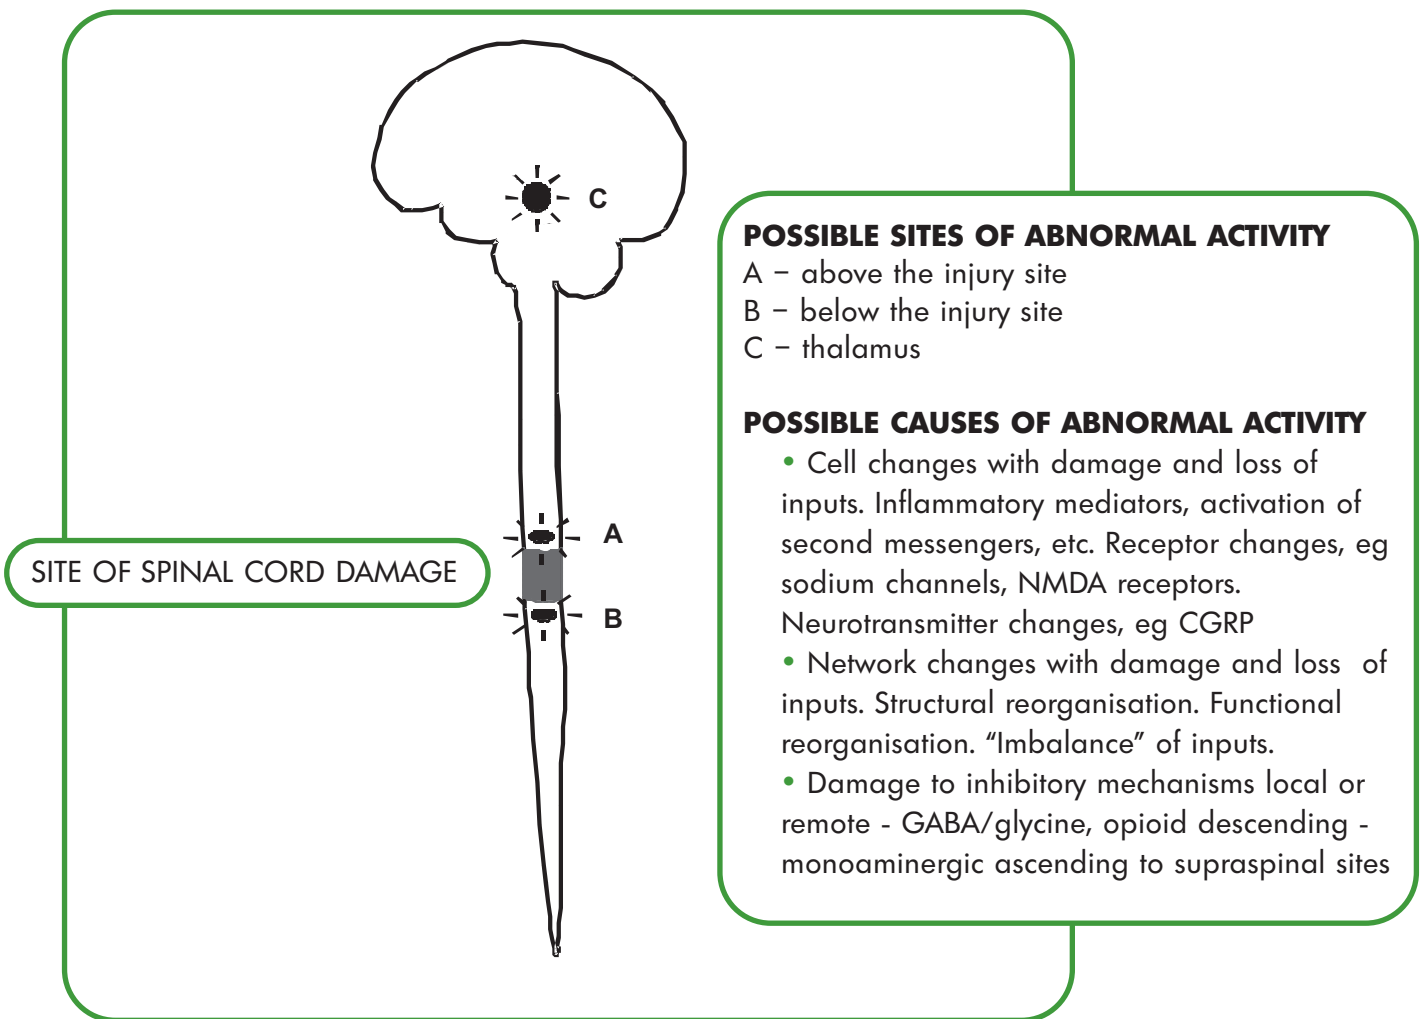 C
POSSIBLE SITES OF ABNORMAL ACTIVITY
A – above the injury site
B – below the injury site
C – thalamus
POSSIBLE CAUSES OF ABNORMAL ACTIVITY
• Cell changes with damage and loss of
inputs. Inflammatory mediators, activation of
second messengers, etc. Receptor changes, eg
sodium channels, NMDA receptors.
Neurotransmitter changes, eg CGRP
• Network changes with damage and loss of
inputs. Structural reorganisation. Functional
reorganisation. “Imbalance” of inputs.
• Damage to inhibitory mechanisms local or
remote - GABA/glycine, opioid descending -
monoaminergic ascending to supraspinal sites
A
SITE OF SPINAL CORD DAMAGE
B